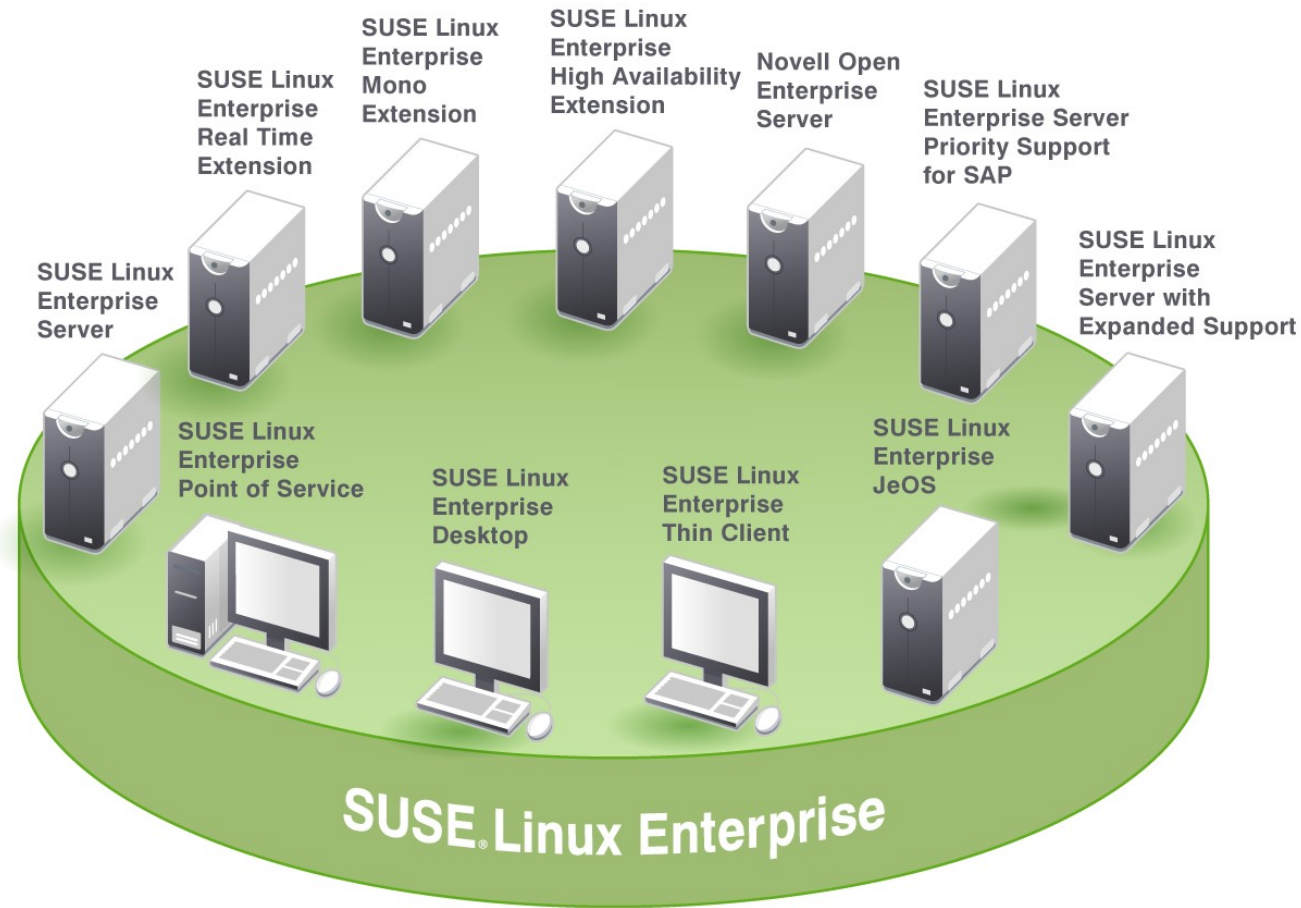 SUSE Linux
Enterprise
Server
SUSE Linux
Enterprise
Real Time
Extension
SUSE Linux
Enterprise
Mono
Extension
SUSE Linux
Enterprise
High Availability
Extension
Novell Open
Enterprise
Server
SUSE Linux
Enterprise Server
Priority Support
for SAP
SUSE Linux
Enterprise
Server with
Expanded Support
SUSE Linux
Enterprise
Point of Service
SUSE Linux
Enterprise
Desktop
SUSE Linux
Enterprise
Thin Client
SUSE Linux
Enterprise
JeOS
SUSE® Linux Enterprise